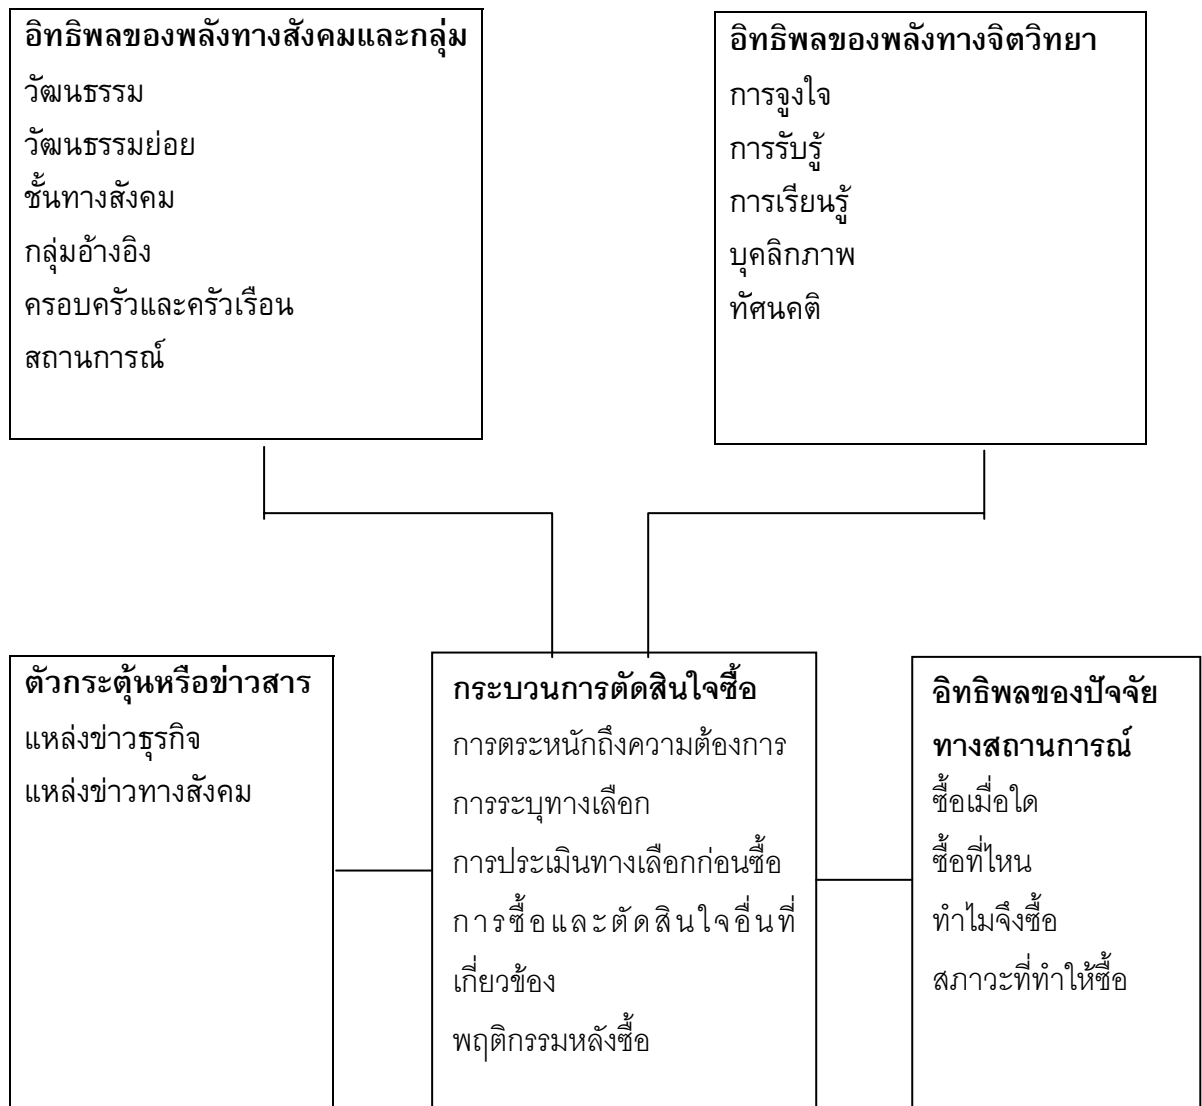 อิทธิพลของพลังทางสังคมและกลุ่ม
วัฒนธรรม
วัฒนธรรมย่อย
ชั้นทางสังคม
กลุ่มอ้างอิง
ครอบครัวและครัวเรือน
สถานการณ์
อิทธิพลของพลังทางจิตวิทยา
การจูงใจ
การรับรู้
การเรียนรู้
บุคลิกภาพ
ทัศนคติ
ตัวกระตุ้นหรือข่าวสาร
แหล่งข่าวธุรกิจ
แหล่งข่าวทางสังคม
กระบวนการตัดสินใจซื้อ
การตระหนักถึงความต้องการ
การระบุทางเลือก
การประเมินทางเลือกก่อนซื้อ
การซื้อและตัดสินใจอื่นที่
เกี่ยวข้อง
พฤติกรรมหลังซื้อ
อิทธิพลของปัจจัย
ทางสถานการณ์
ซื้อเมื่อใด
ซื้อที่ไหน
ทำไมจึงซื้อ
สภาวะที่ทำให้ซื้อ